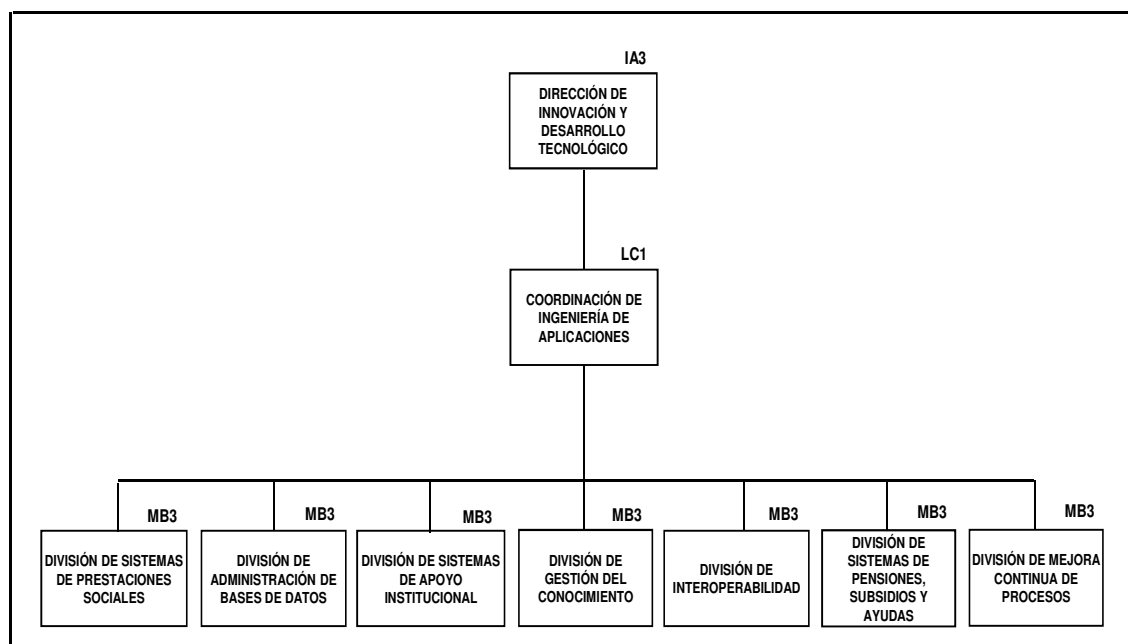 IA3
DIRECCIÓN DE
INNOVACIÓN Y
DESARROLLO
TECNOLÓGICO
LC1
COORDINACIÓN DE
INGENIERÍA DE
APLICACIONES
MB3
DIVISIÓN DE SISTEMAS
DE PRESTACIONES
SOCIALES
MB3
DIVISIÓN DE
ADMINISTRACIÓN DE
BASES DE DATOS
MB3
DIVISIÓN DE SISTEMAS
DE APOYO
INSTITUCIONAL
MB3
DIVISIÓN DE
GESTIÓN DEL
CONOCIMIENTO
MB3
DIVISIÓN DE
INTEROPERABILIDAD
MB3
DIVISIÓN DE
SISTEMAS DE
PENSIONES,
SUBSIDIOS Y
AYUDAS
MB3
DIVISIÓN DE MEJORA
CONTINUA DE
PROCESOS